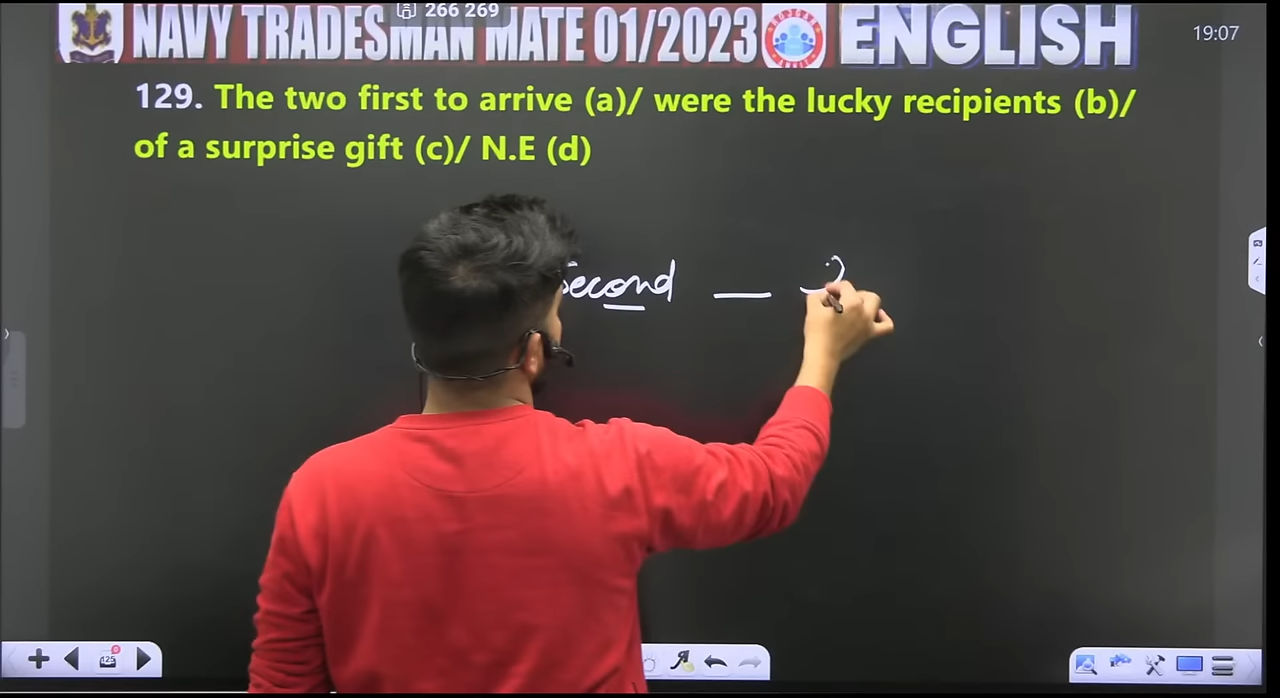 266 269
NAVY TRADESMAN MATE 01/2023 ENGLISH
19:07
129. The two first to arrive (a)/ were the lucky recipients (b)/
of a surprise gift (c)/ N.E (d)
Second —
125